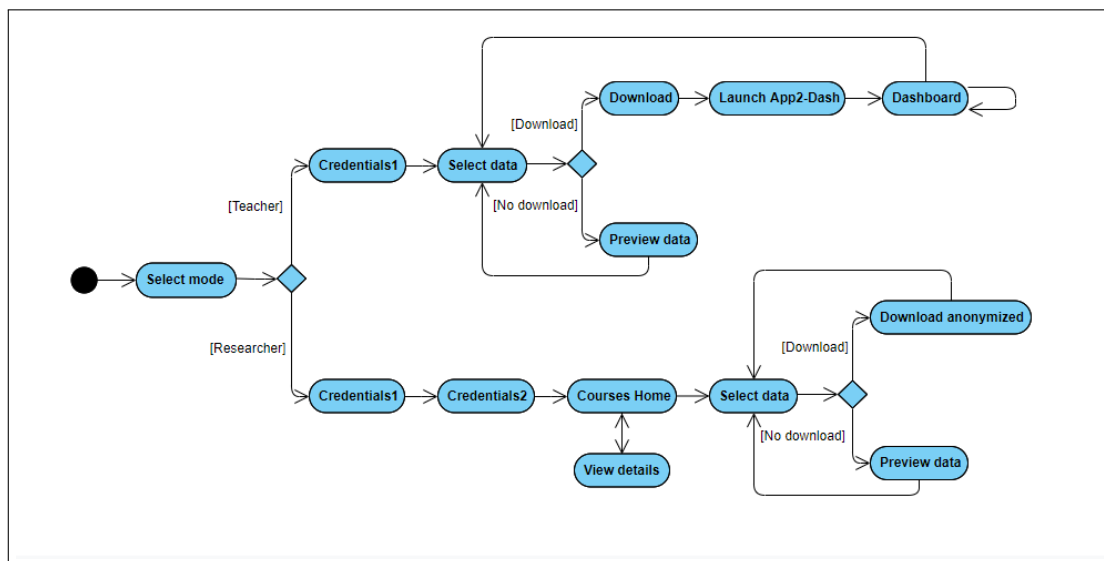 Download
Launch App2-Dash
Dashboard
[Download]
Credentials1
Select data
[Teacher]
[No download]
Preview data
Select mode
[Researcher]
Download anonymized
[Download]
Credentials1
Credentials2
Courses Home
Select data
[No download]
View details
Preview data